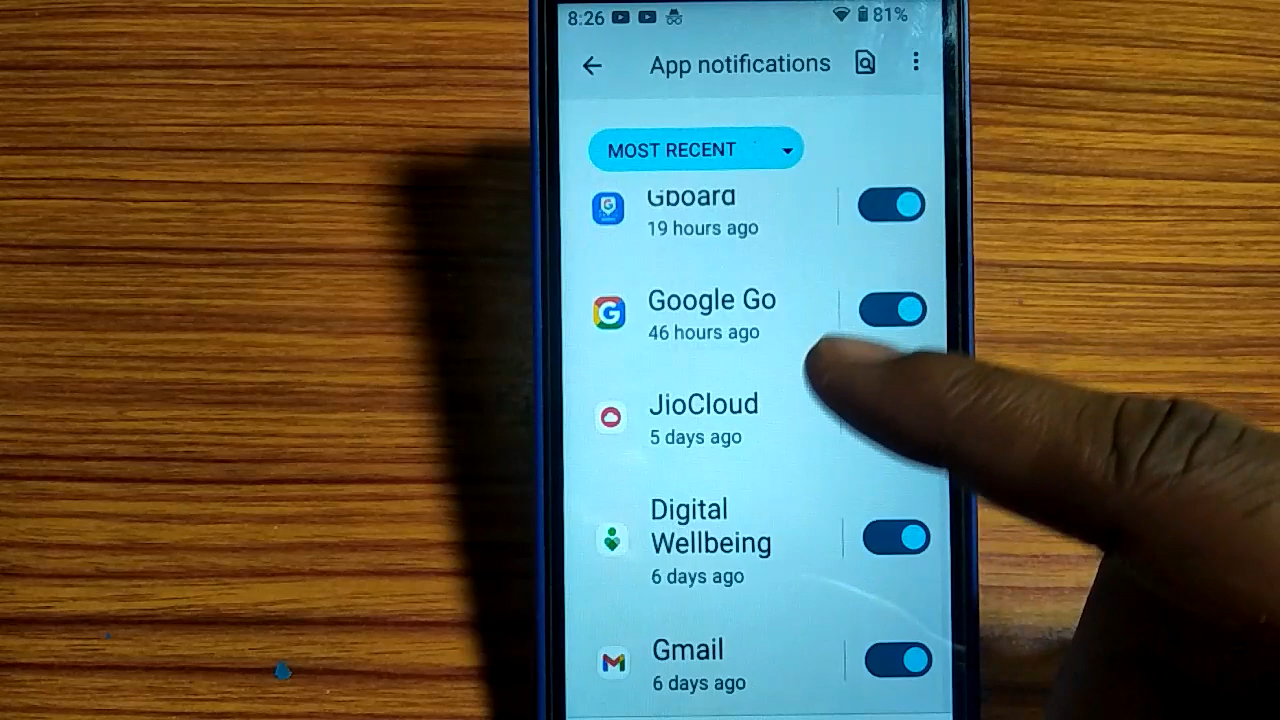 8:26 81%
App notifications
MOST RECENT
Gboard
19 hours ago
Google Go
46 hours ago
JioCloud
5 days ago
Digital
Wellbeing
6 days ago
Gmail
6 days ago